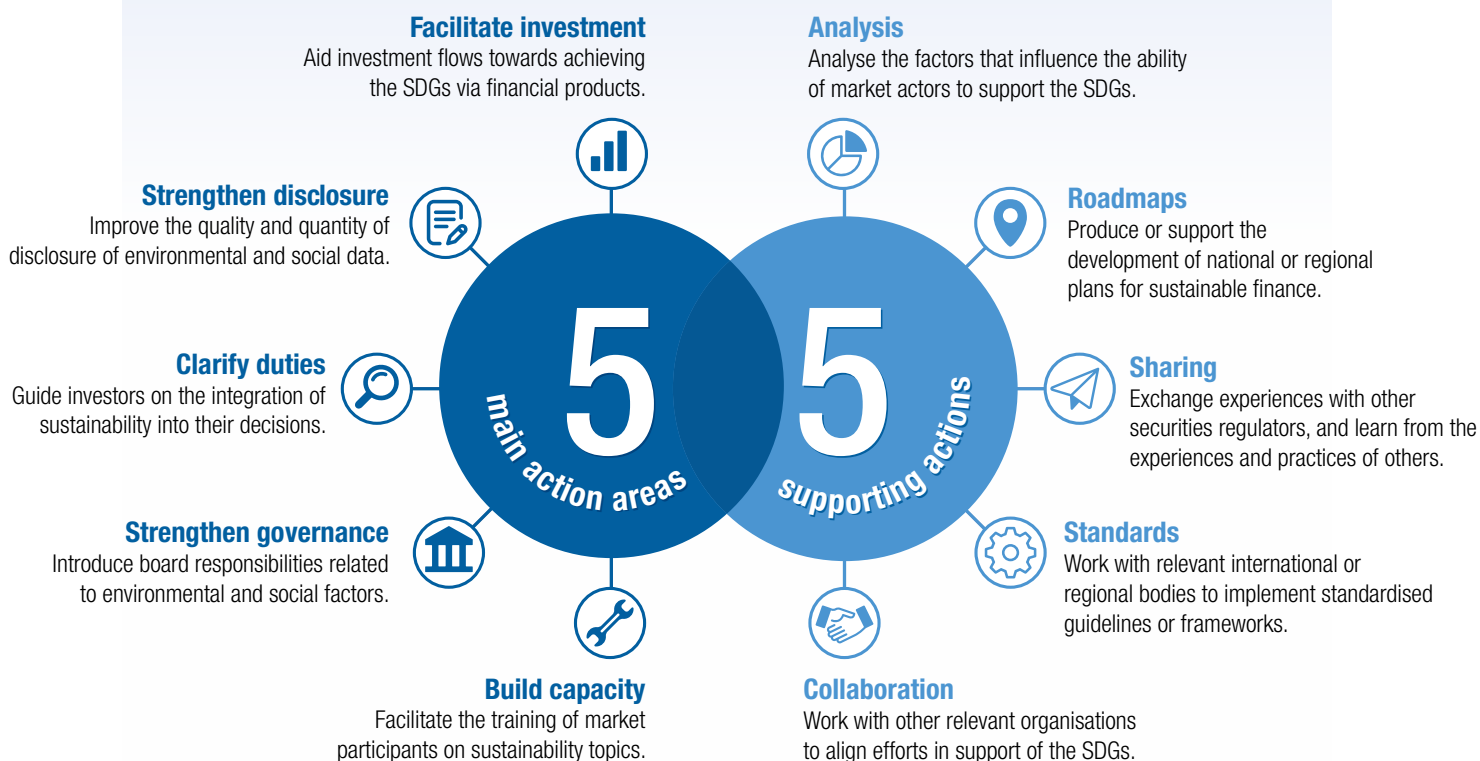 Facilitate investment
Aid investment flows towards achieving
the SDGs via financial products.
Strengthen disclosure
Improve the quality and quantity of
disclosure of environmental and social data.
Clarify duties
Guide investors on the integration of
sustainability into their decisions.
Strengthen governance
Introduce board responsibilities related
to environmental and social factors.
Build capacity
Facilitate the training of market
participants on sustainability topics.
5
main action areas
5
supporting actions
Analysis
Analyse the factors that influence the ability
of market actors to support the SDGs.
Roadmaps
Produce or support the
development of national or regional
plans for sustainable finance.
Sharing
Exchange experiences with other
securities regulators, and learn from the
experiences and practices of others.
Standards
Work with relevant international or
regional bodies to implement standardised
guidelines or frameworks.
Collaboration
Work with other relevant organisations
to align efforts in support of the SDGs.